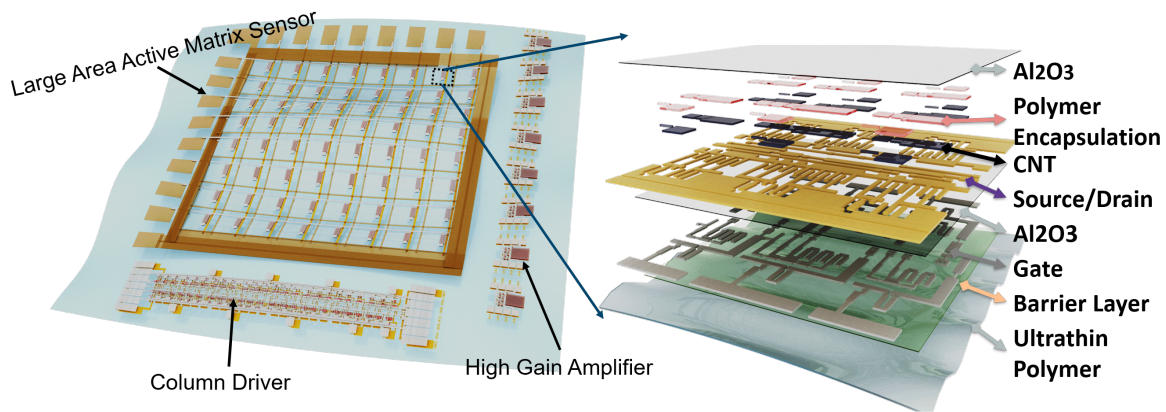 Large Area Active Matrix Sensor
Column Driver
High Gain Amplifier
Al2O3
Polymer
Encapsulation
CNT
Source/Drain
Al2O3
Gate
Barrier Layer
Ultrathin
Polymer